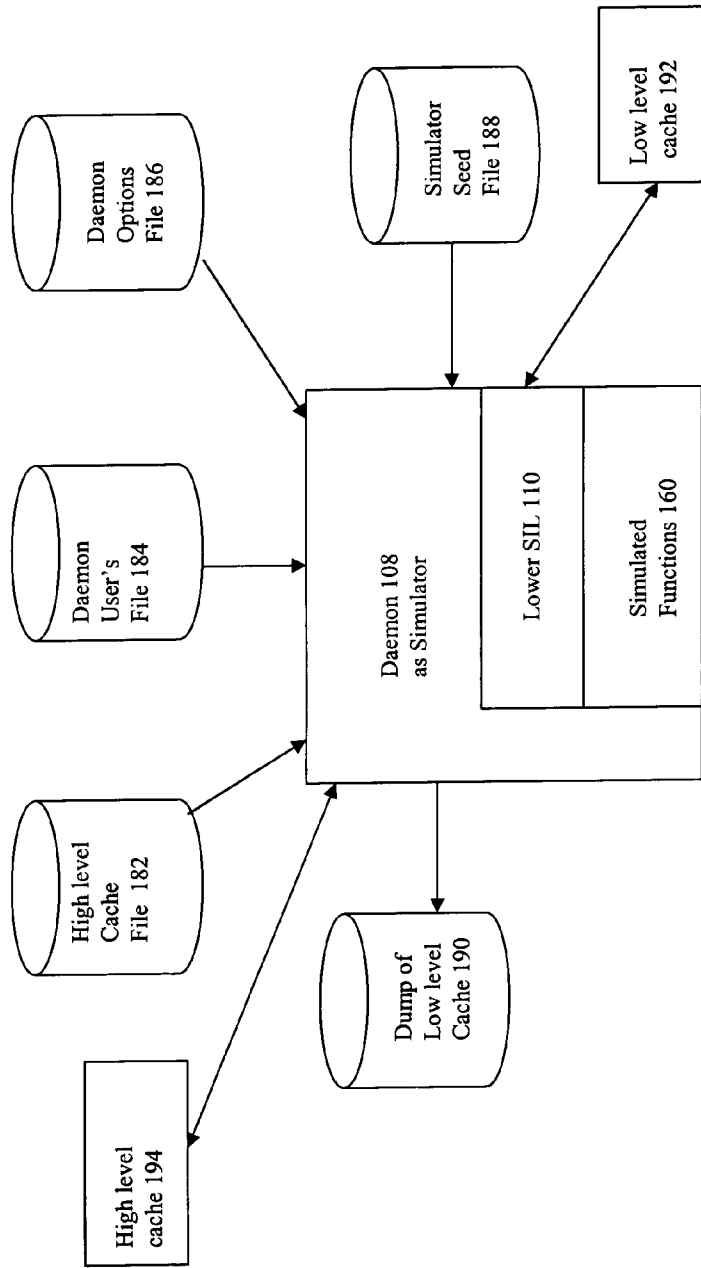 High level
cache 194
High level
Cache
File 182
Daemon
User's
File 184
Daemon
Options
File 186
Dump of
Low level
Cache 190
Daemon 108
as Simulator
Simulator
Seed
File 188
Lower SIL 110
Simulated
Functions 160
Low level
cache 192